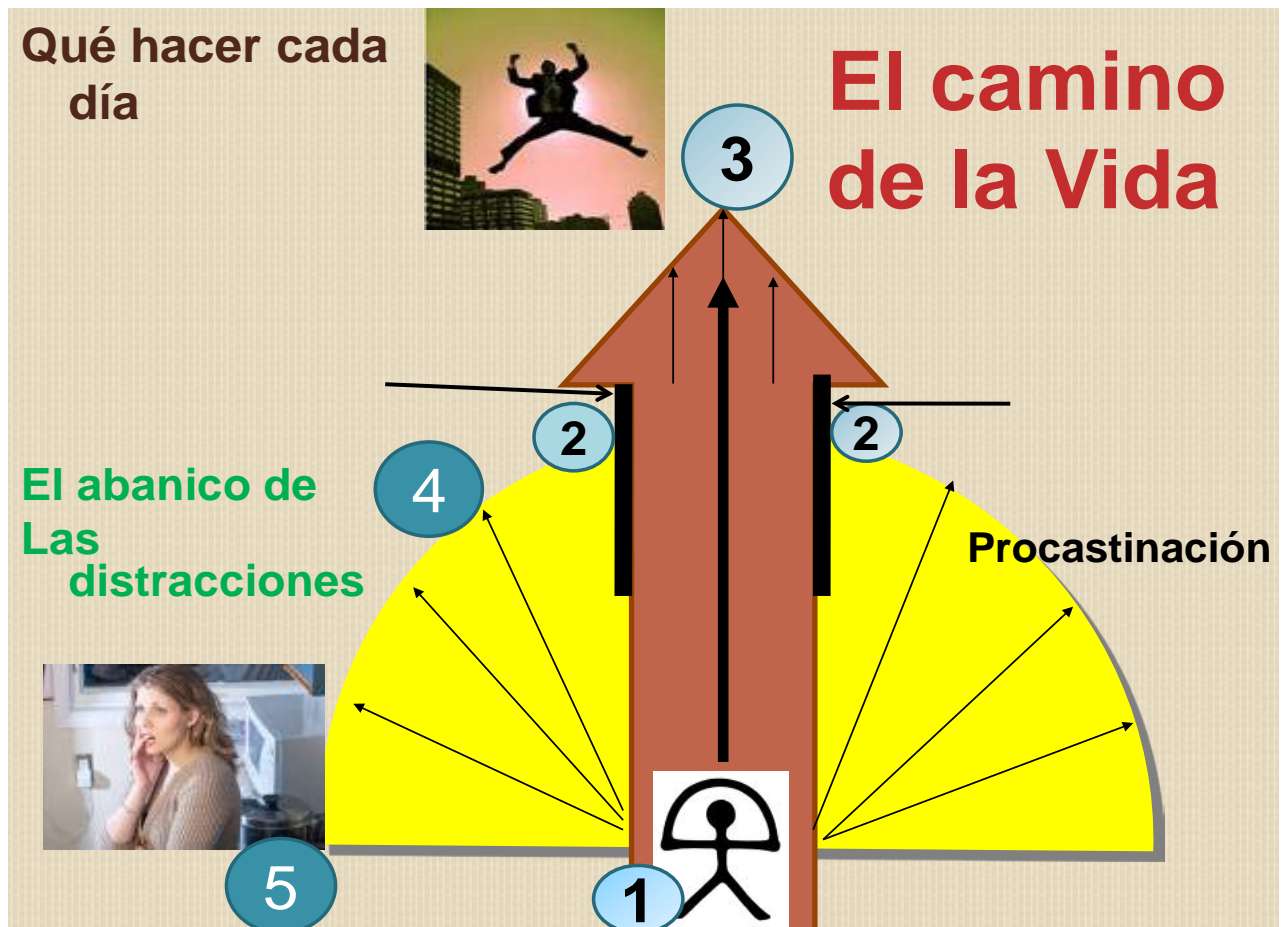 Qué hacer cada
día
El camino
de la Vida
3
2
2
El abanico de
Las
distracciones
4
Procastinación
5
1